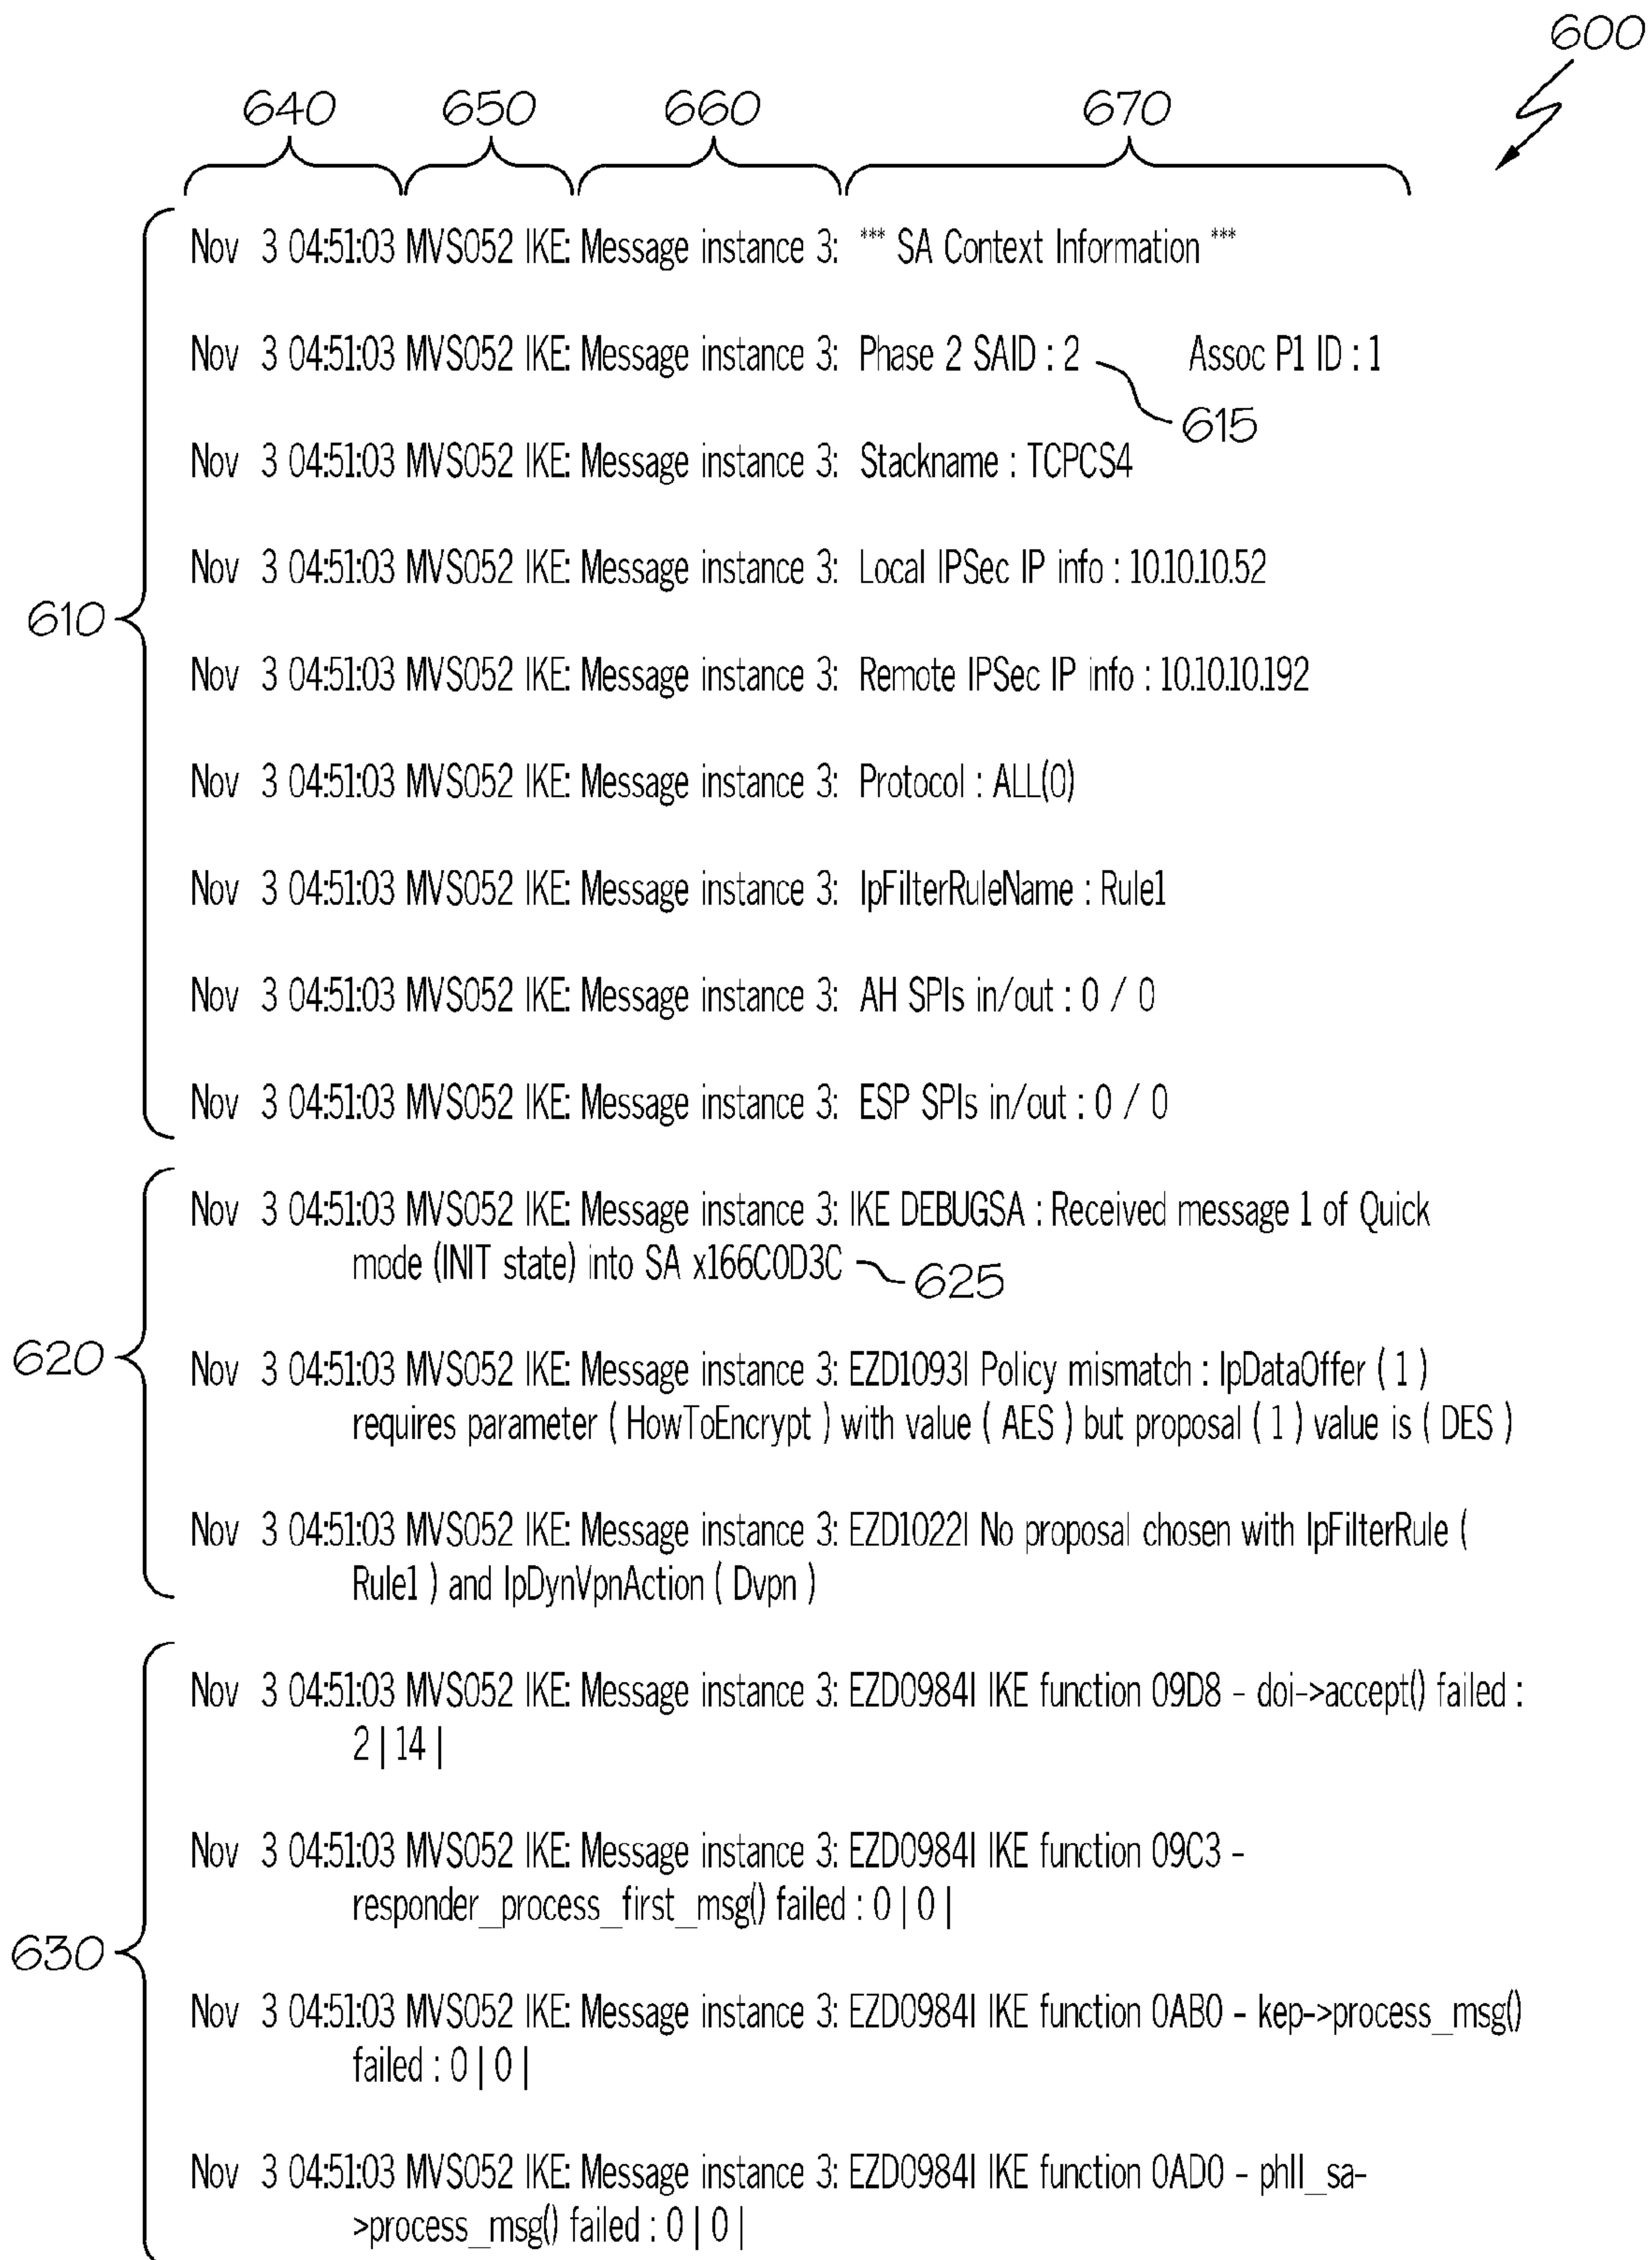 600
640 650 660 670
Nov 3 04:51:03 MVS052 IKE: Message instance 3: *** SA Context Information ***
Nov 3 04:51:03 MVS052 IKE: Message instance 3: Phase 2 SAID : 2 Assoc P1 ID : 1
615
Nov 3 04:51:03 MVS052 IKE: Message instance 3: Stackname : TCPCS4
Nov 3 04:51:03 MVS052 IKE: Message instance 3: Local IPSec IP info : 10.10.10.52
610
Nov 3 04:51:03 MVS052 IKE: Message instance 3: Remote IPSec IP info : 10.10.10.192
Nov 3 04:51:03 MVS052 IKE: Message instance 3: Protocol : ALL(0)
Nov 3 04:51:03 MVS052 IKE: Message instance 3: IpFilterRuleName : Rule1
Nov 3 04:51:03 MVS052 IKE: Message instance 3: AH SPIs in/out : 0 / 0
Nov 3 04:51:03 MVS052 IKE: Message instance 3: ESP SPIs in/out : 0 / 0
Nov 3 04:51:03 MVS052 IKE: Message instance 3: IKE DEBUGSA : Received message 1 of Quick
mode (INIT state) into SA x166C0D3C 625
620
Nov 3 04:51:03 MVS052 IKE: Message instance 3: EZD1093I Policy mismatch : IpDataOffer ( 1 )
requires parameter ( HowToEncrypt ) with value ( AES ) but proposal ( 1 ) value is ( DES )
Nov 3 04:51:03 MVS052 IKE: Message instance 3: EZD1022I No proposal chosen with IpFilterRule (
Rule1 ) and IpDynVpnAction ( Dvpn )
Nov 3 04:51:03 MVS052 IKE: Message instance 3: EZD0984I IKE function 09D8 - doi->accept() failed :
2 | 14 |
Nov 3 04:51:03 MVS052 IKE: Message instance 3: EZD0984I IKE function 09C3 -
responder_process_first_msg() failed : 0 | 0 |
630
Nov 3 04:51:03 MVS052 IKE: Message instance 3: EZD0984I IKE function 0AB0 - kep->process_msg()
failed : 0 | 0 |
Nov 3 04:51:03 MVS052 IKE: Message instance 3: EZD0984I IKE function 0AD0 - phII_sa-
>process_msg() failed : 0 | 0 |